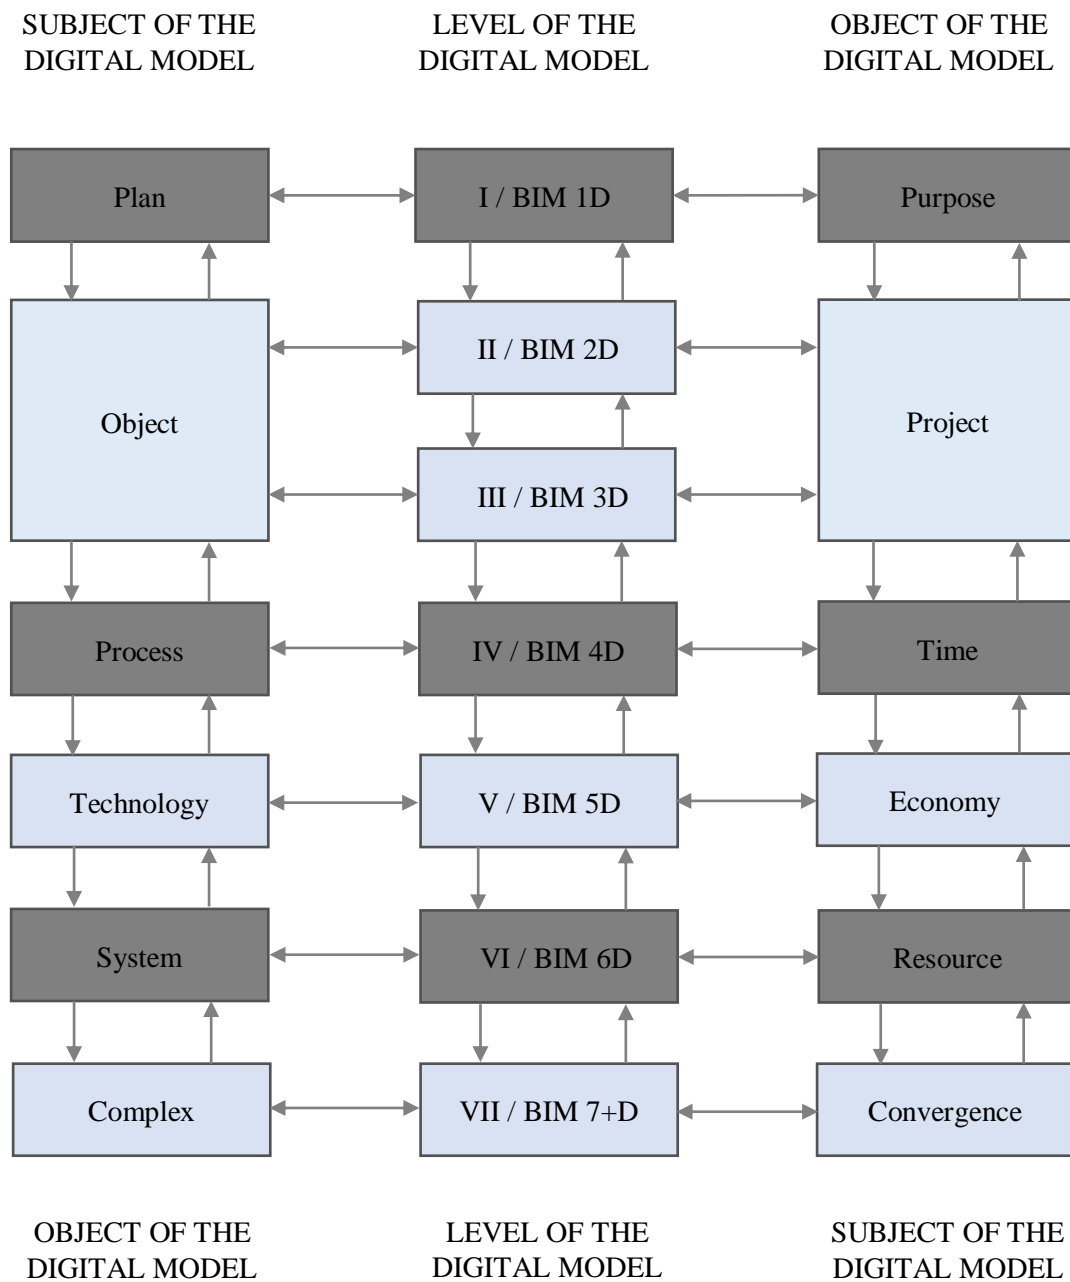 SUBJECT OF THE
DIGITAL MODEL
LEVEL OF THE
DIGITAL MODEL
OBJECT OF THE
DIGITAL MODEL
Plan
I / BIM 1D
Purpose
Object
II / BIM 2D
Project
III / BIM 3D
Process
IV / BIM 4D
Time
Technology
V / BIM 5D
Economy
System
VI / BIM 6D
Resource
Complex
VII / BIM 7+D
Convergence
OBJECT OF THE
DIGITAL MODEL
LEVEL OF THE
DIGITAL MODEL
SUBJECT OF THE
DIGITAL MODEL